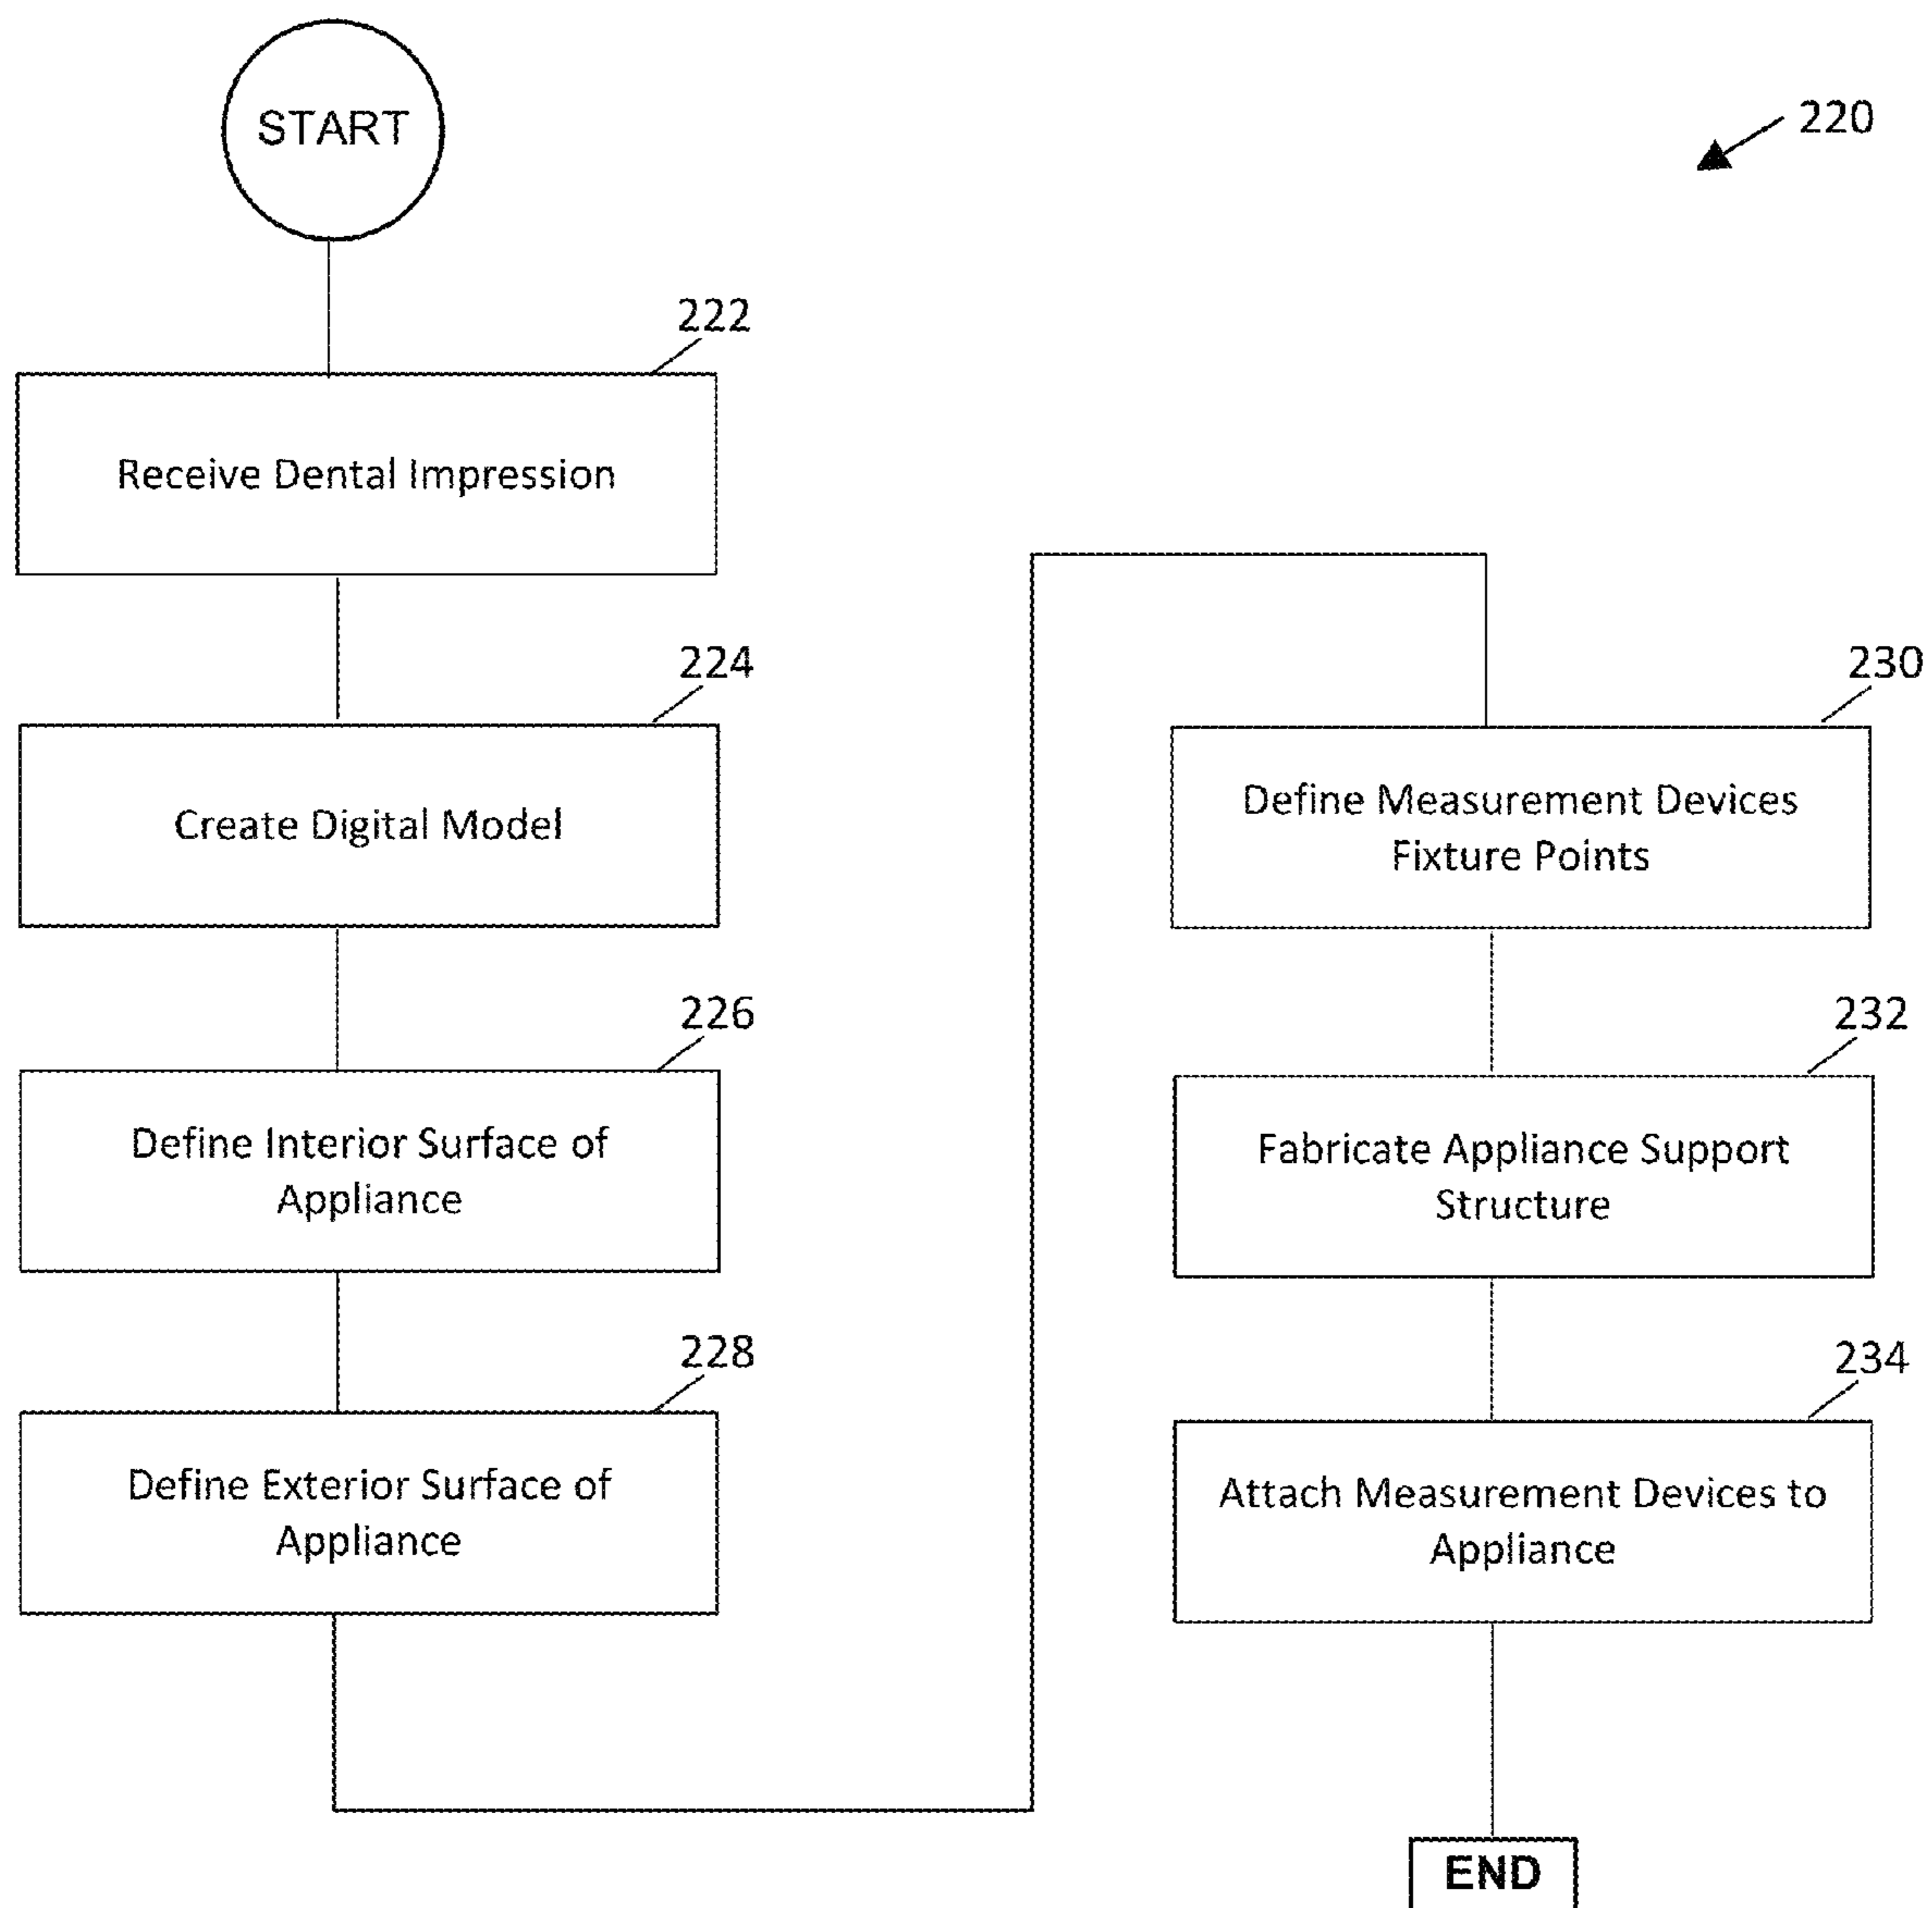 START
220
222
Receive Dental Impression
224
Create Digital Model
226
Define Interior Surface of
Appliance
228
Define Exterior Surface of
Appliance
230
Define Measurement Devices
Fixture Points
232
Fabricate Appliance Support
Structure
234
Attach Measurement Devices to
Appliance
END